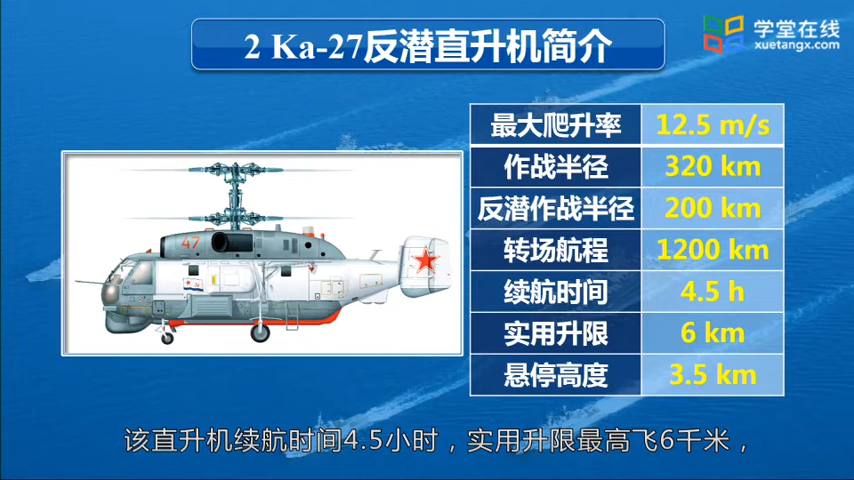 2 Ka-27反潜直升机简介
学堂在线
xuetangx.com
最大爬升率 12.5 m/s
作战半径 320 km
反潜作战半径 200 km
转场航程 1200 km
续航时间 4.5 h
实用升限 6 km
悬停高度 3.5 km
47
该直升机续航时间4.5小时，实用升限最高飞6千米，